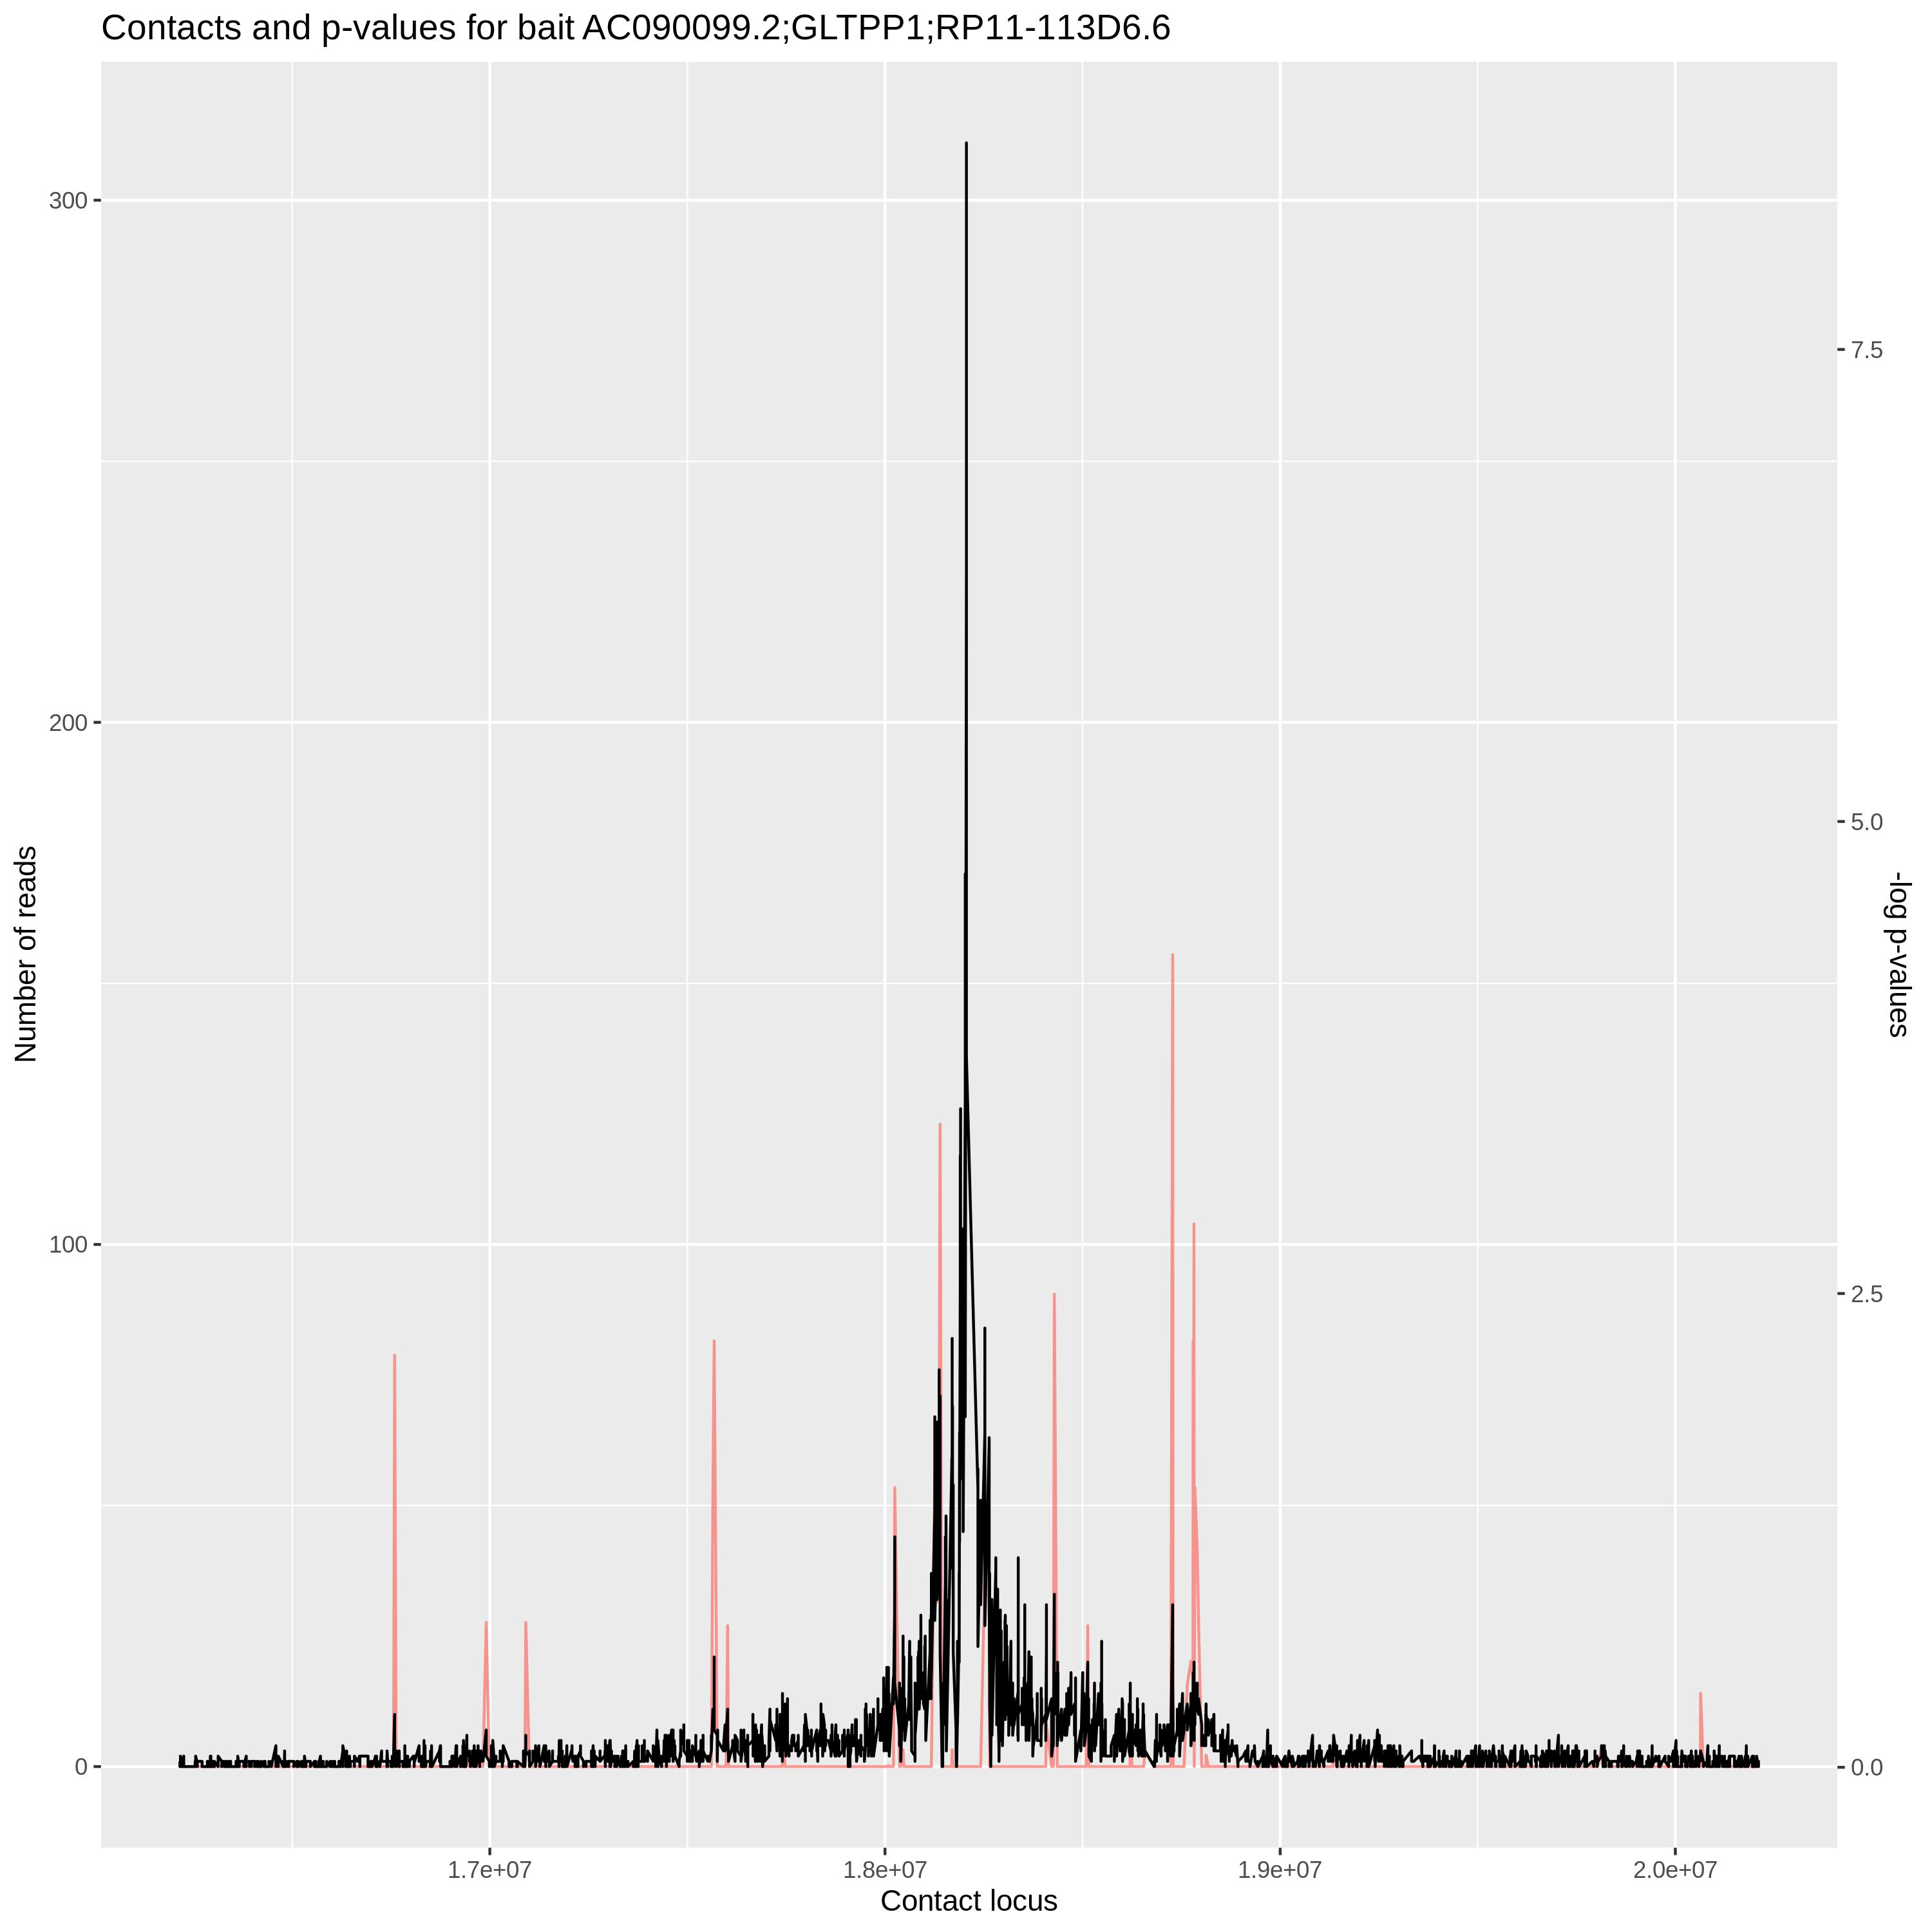 Contacts and p-values for bait AC090099.2;GLTPP1;RP11-113D6.6
300
200
100
0
Number of reads
7.5
5.0
2.5
0.0
-log p-values
1.7e+07
1.8e+07
1.9e+07
2.0e+07
Contact locus